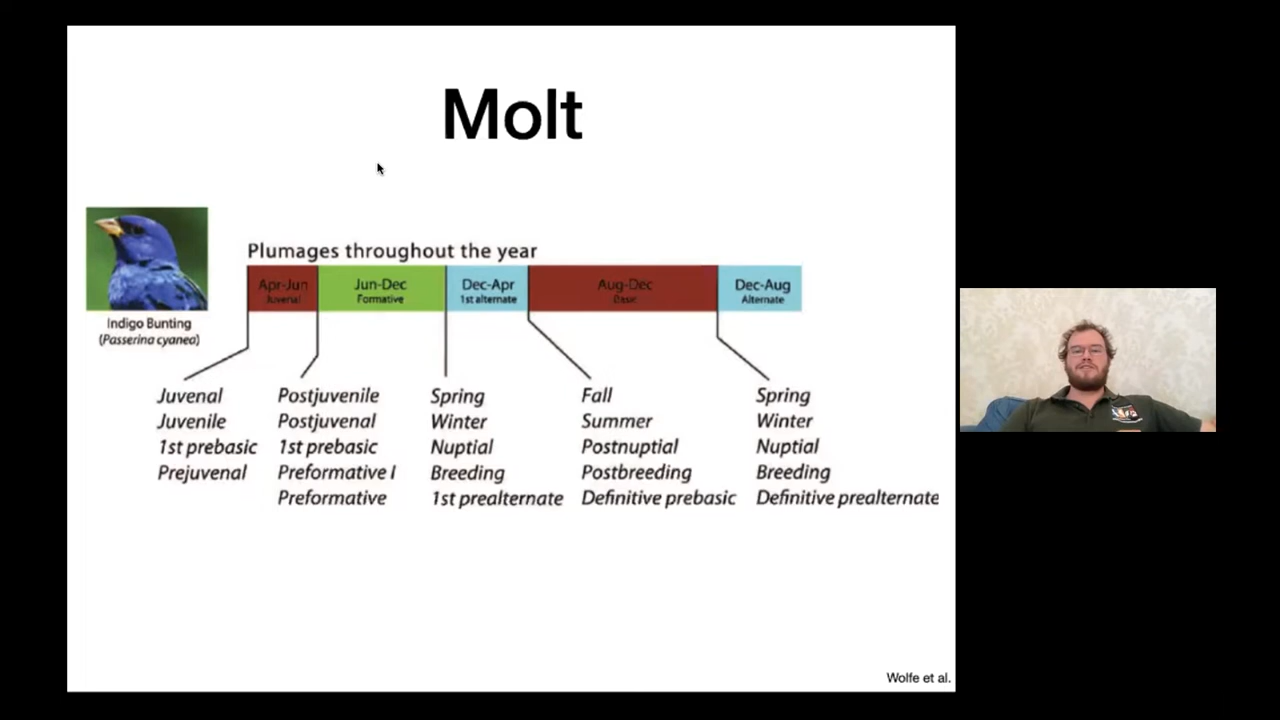 Molt
Plumages throughout the year
Apr-Jun
Juvenal
Jun-Dec
Formative
Dec-Apr
1st alternate
Aug-Dec
Basic
Dec-Aug
Alternate
Indigo Bunting
(Passerina cyanea)
Juvenal
Juvenile
1st prebasic
Prejuvenal
Postjuvenile
Postjuvenal
1st prebasic
Preformative I
Preformative
Spring
Winter
Nuptial
Breeding
1st prealternate
Fall
Summer
Postnuptial
Postbreeding
Definitive prebasic
Spring
Winter
Nuptial
Breeding
Definitive prealternate
Wolfe et al.